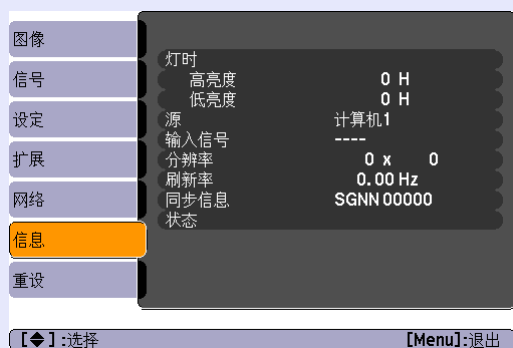 图像
信号
设定
扩展
网络
信息
重设
灯时
高亮度 0 H
低亮度 0 H
源 计算机1
输入信号 ----
分辨率 0 x 0
刷新率 0.00 Hz
同步信息 SGNN 00000
状态
[◆] :选择 [Menu]:退出